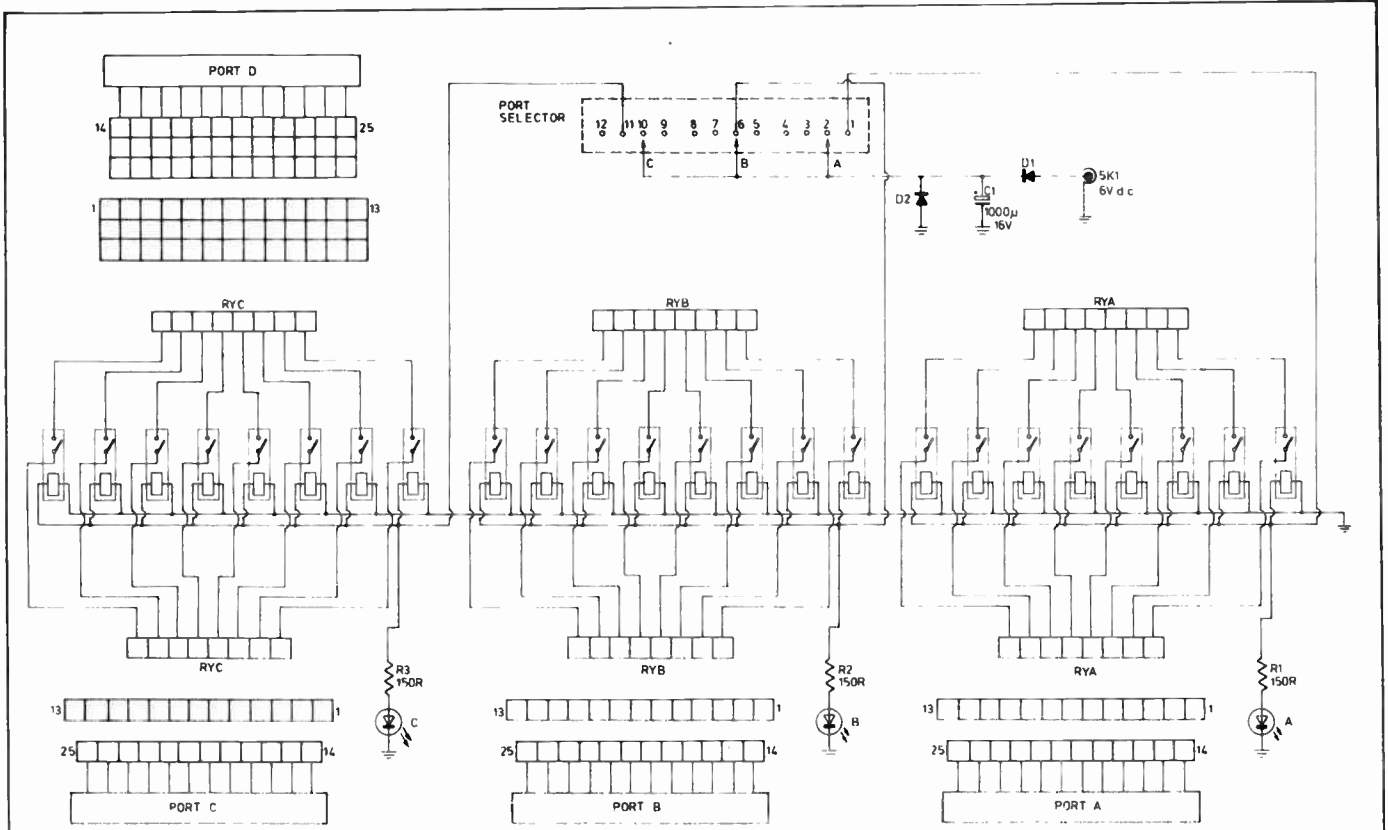 PORT D
14
25
1
13
PORT
SELECTOR
12 11 10 9 8 7 6 5 4 3 2 1
C B A
D2
C1
1000µ
16V
D1
SK1
6V d c
RYC
RYB
RYA
RYC
RYB
RYA
R3
150R
R2
150R
R1
150R
13
1
13
1
13
1
C
B
A
25
14
25
14
25
14
PORT C
PORT B
PORT A